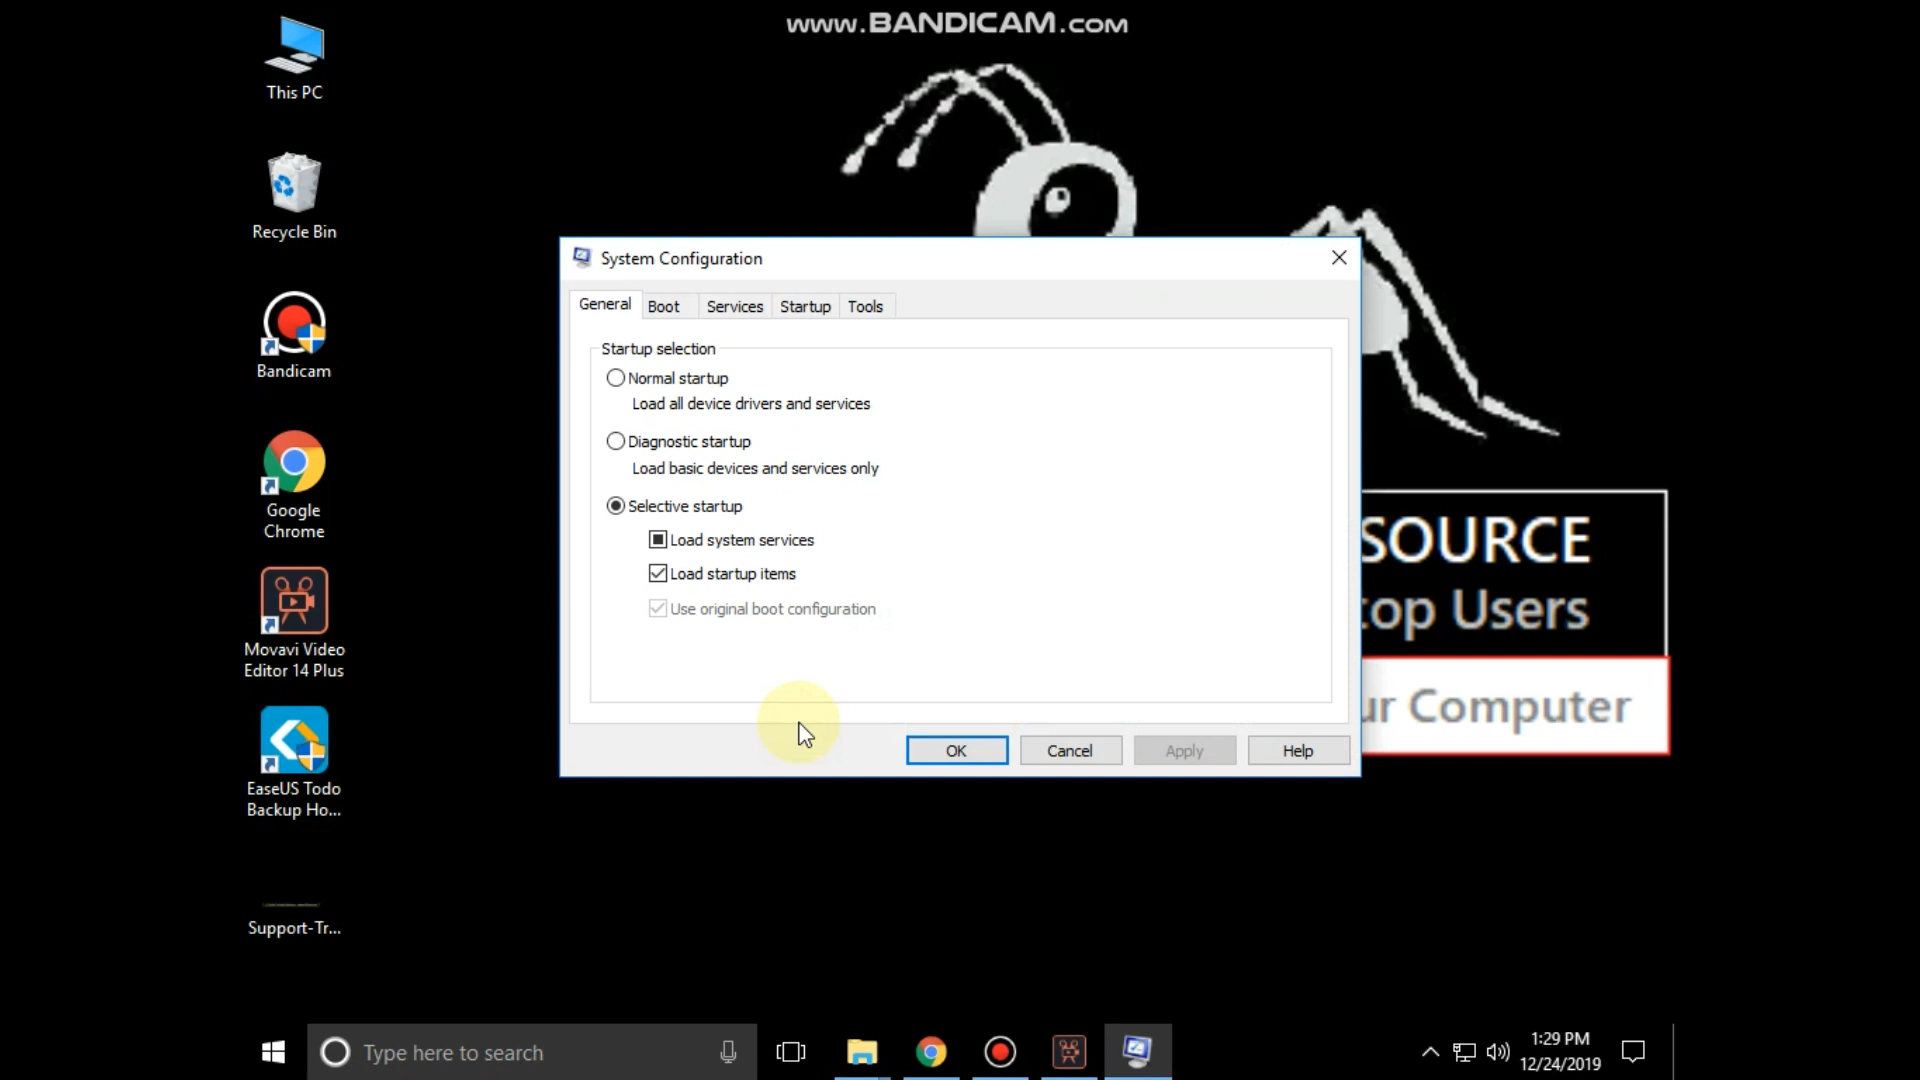 www.BANDICAM.com
This PC
Recycle Bin
Bandicam
Google
Chrome
Movavi Video
Editor 14 Plus
EaseUS Todo
Backup Ho...
Support-Tr...
System Configuration
General
Boot
Services
Startup
Tools
Startup selection
Normal startup
Load all device drivers and services
Diagnostic startup
Load basic devices and services only
Selective startup
Load system services
Load startup items
Use original boot configuration
OK
Cancel
Apply
Help
SOURCE
top Users
ur Computer
Type here to search
1:29 PM
12/24/2019